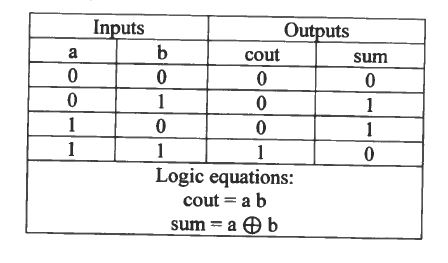 Inputs Outputs
a b cout sum
0 0 0 0
0 1 0 1
1 0 0 1
1 1 1 0
Logic equations:
cout = a b
sum = a ⊕ b